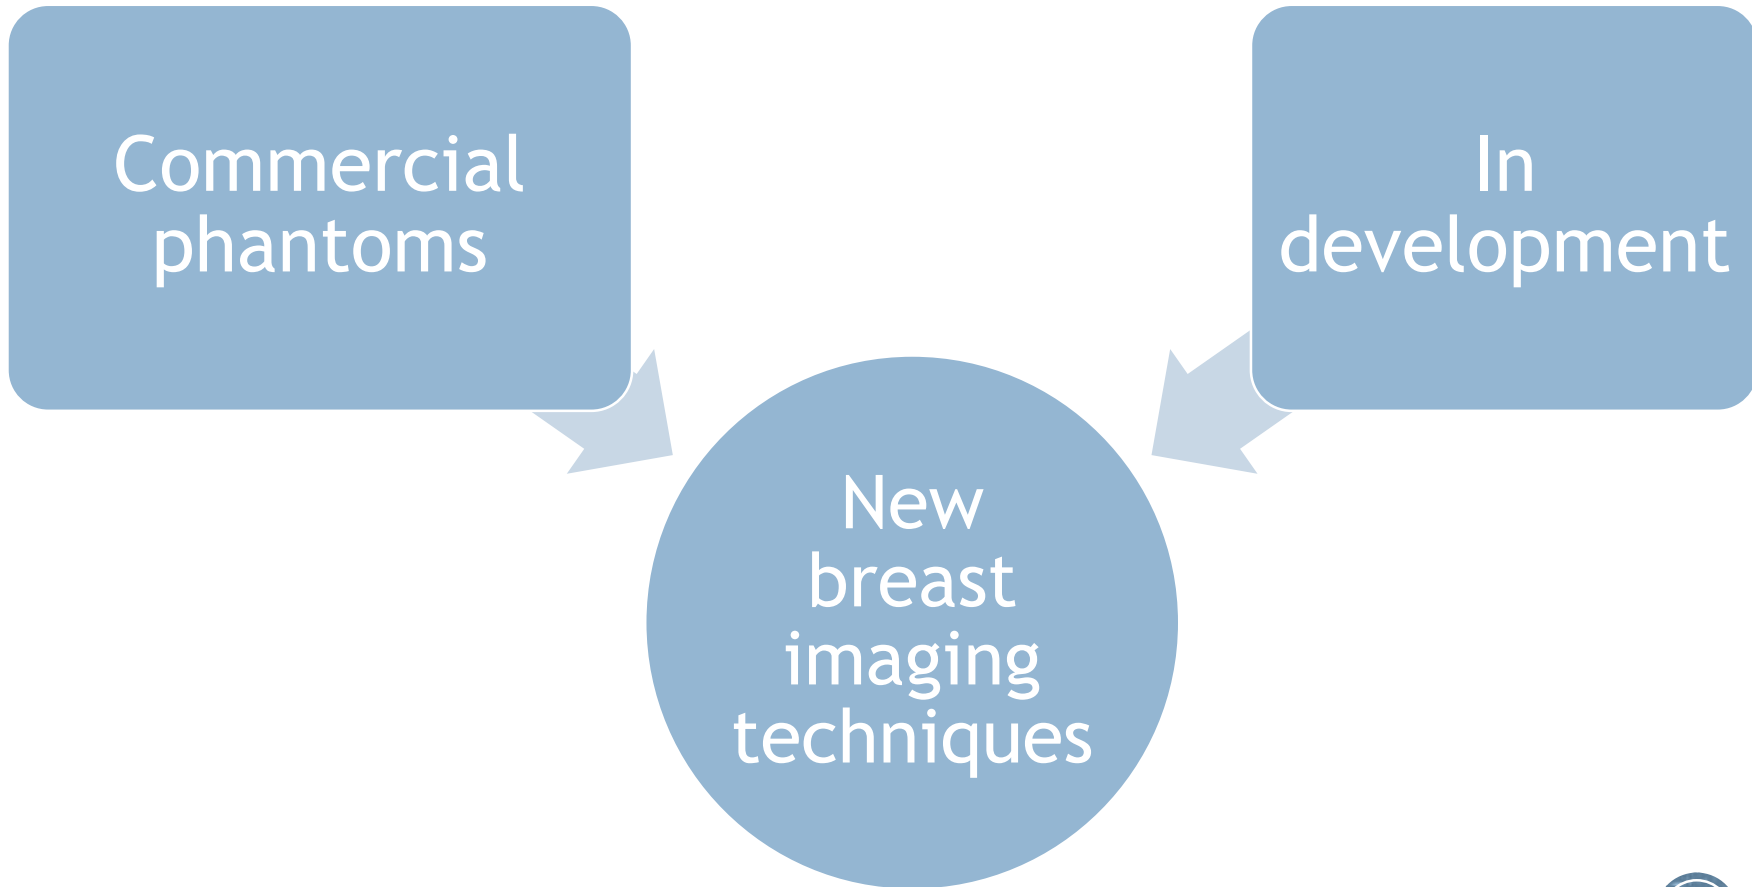 Commercial
phantoms
In
development
New
breast
imaging
techniques